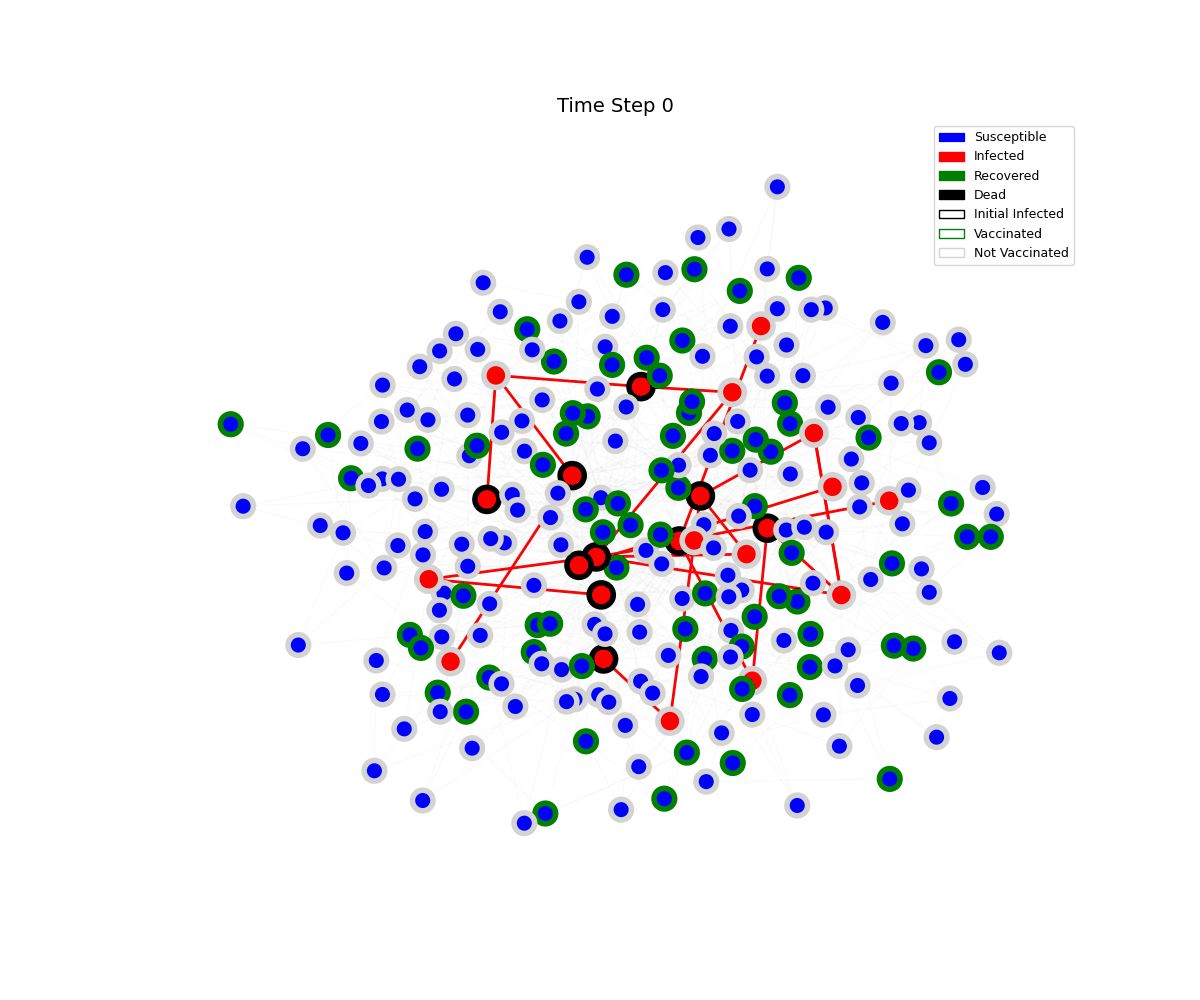 Time Step 0
Susceptible
Infected
Recovered
Dead
Initial Infected
Vaccinated
Not Vaccinated